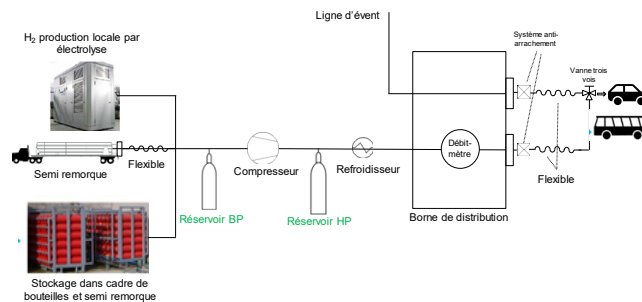 H₂ production locale par
électrolyse
Ligne d'évent
Système anti-
arrachement
Vanne trois
vois
Semi remorque
Flexible
Compresseur
Refroidisseur
Débit-
mètre
Flexible
Réservoir BP
Réservoir HP
Borne de distribution
Stockage dans cadre de
bouteilles et semi remorque